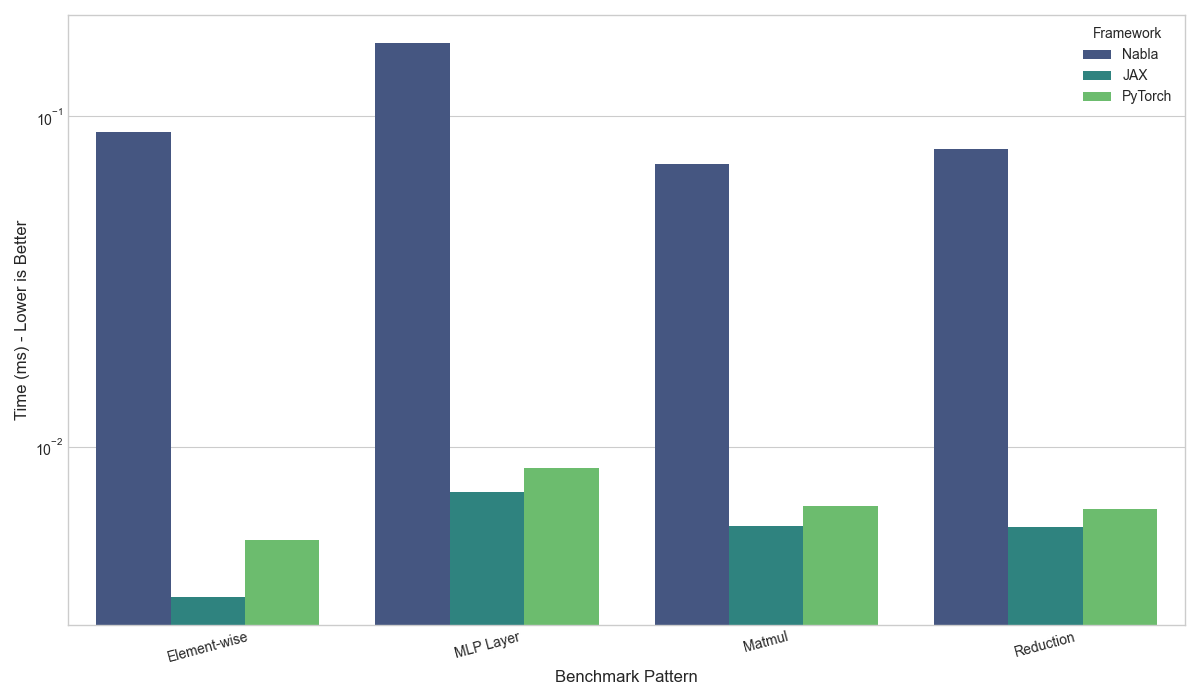 Framework
Nabla
JAX
PyTorch
Time (ms) - Lower is Better
10⁻¹
10⁻²
Element-wise
MLP Layer
Matmul
Reduction
Benchmark Pattern